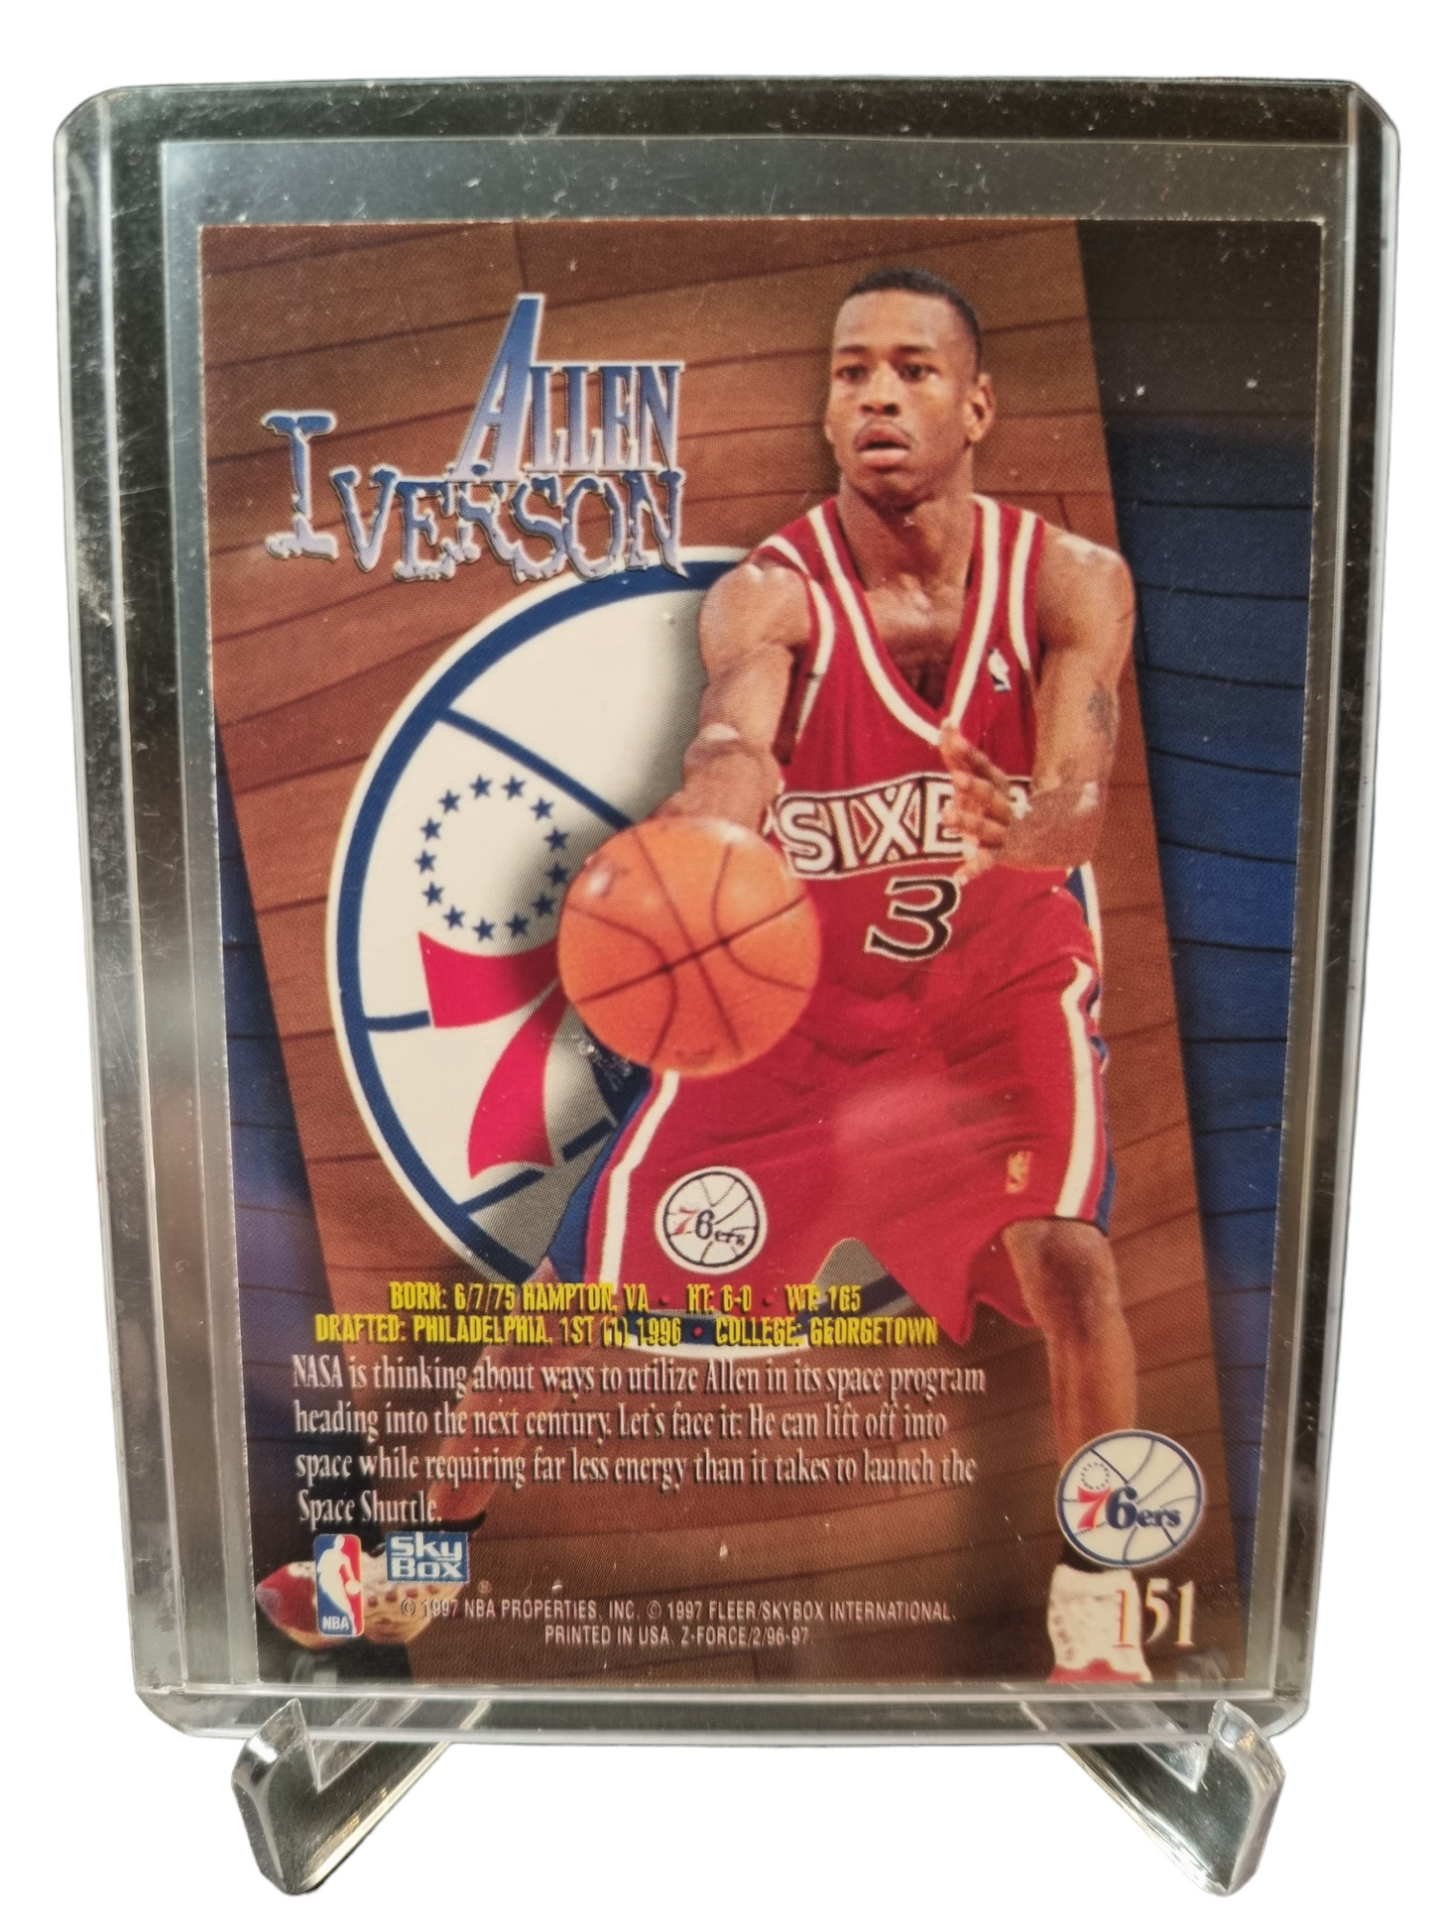 ALLEN
IVERSON
SIXE
3
76ers
BORN: 6/7/75 HAMPTON, VA • HT: 6-0 • WT: 165
DRAFTED: PHILADELPHIA, 1ST (1) 1996 • COLLEGE: GEORGETOWN
NASA is thinking about ways to utilize Allen in its space program
heading into the next century. Let's face it: He can lift off into
space while requiring far less energy than it takes to launch the
Space Shuttle.
76ers
NBA
SkyBox
®
151
© 1997 NBA PROPERTIES, INC. © 1997 FLEER/SKYBOX INTERNATIONAL.
PRINTED IN USA. Z-FORCE/2/96-97.